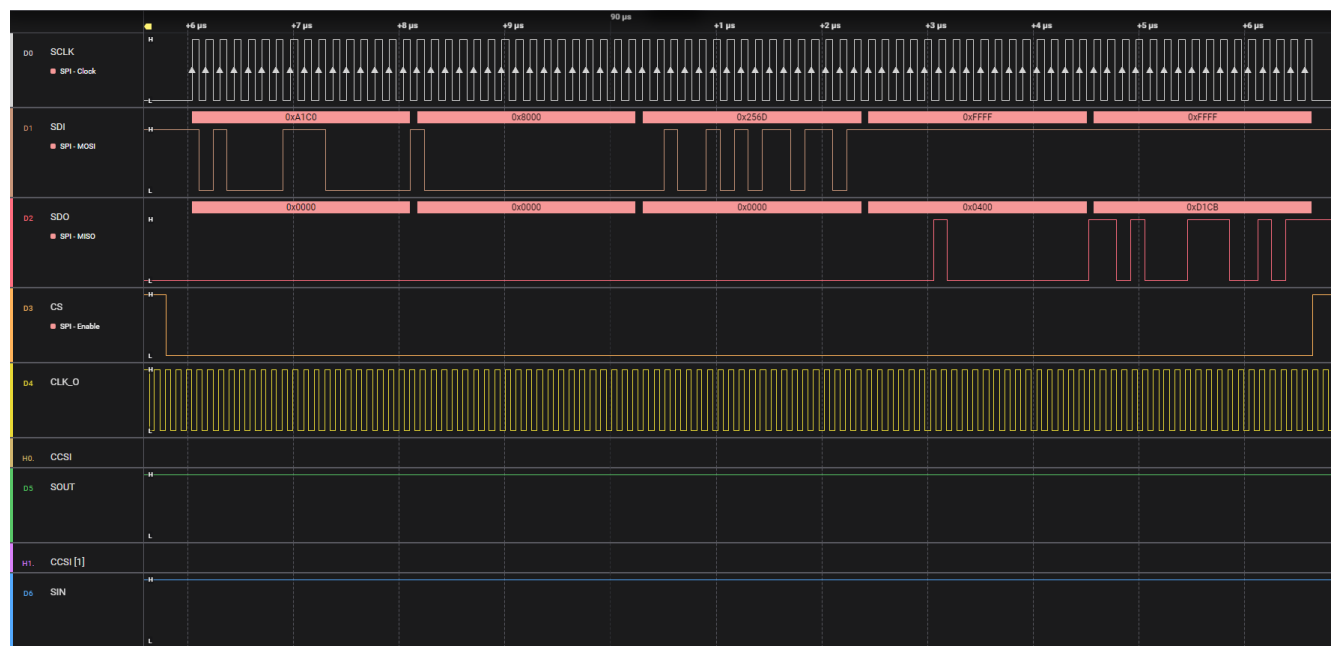 90 µs
+6 µs +7 µs +8 µs +9 µs +1 µs +2 µs +3 µs +4 µs +5 µs +6 µs
D0 SCLK H
SPI - Clock
L
0xA1C0 0x8000 0x256D 0xFFFF 0xFFFF
D1 SDI H
SPI - MOSI
L
0x0000 0x0000 0x0000 0x0400 0xD1CB
D2 SDO H
SPI - MISO
L
H
D3 CS
SPI - Enable
L
H
D4 CLK_O
L
H0. CCSI
H
D5 SOUT
L
H1. CCSI [1]
H
D6 SIN
L